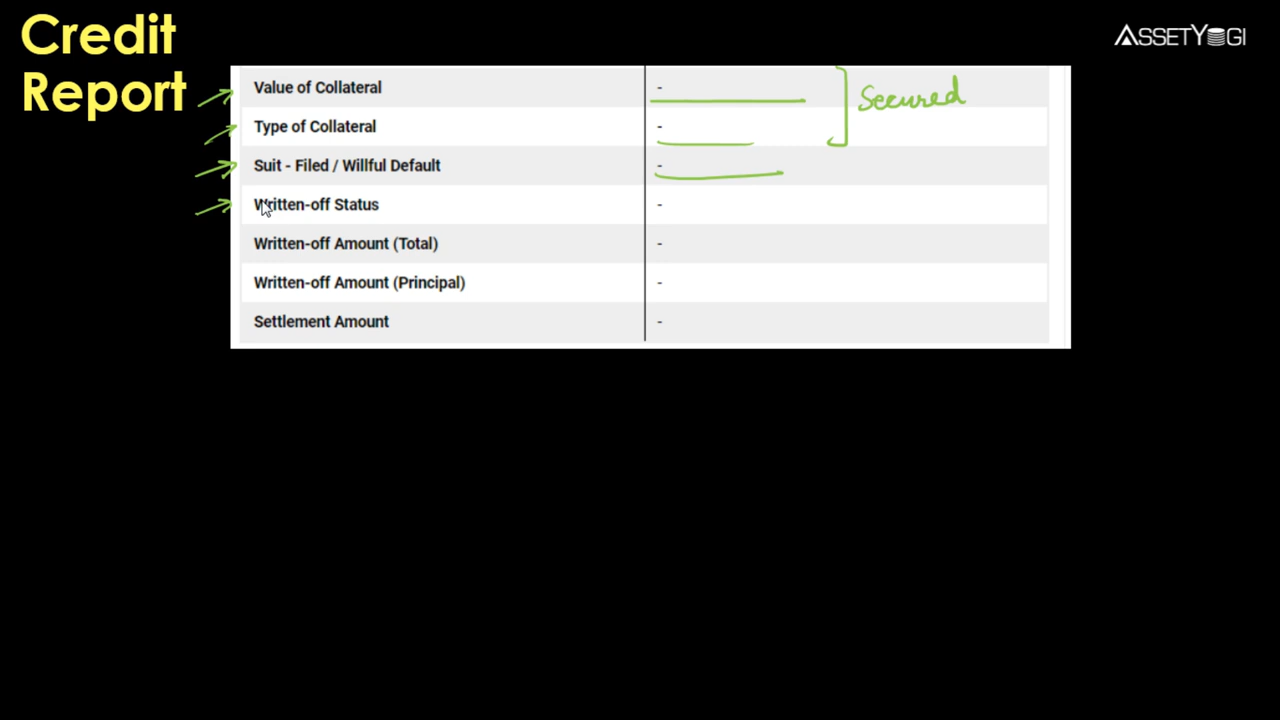 Credit
Report
ASSETYOGI
Value of Collateral -
Secured
Type of Collateral -
Suit - Filed / Willful Default -
Written-off Status -
Written-off Amount (Total) -
Written-off Amount (Principal) -
Settlement Amount -